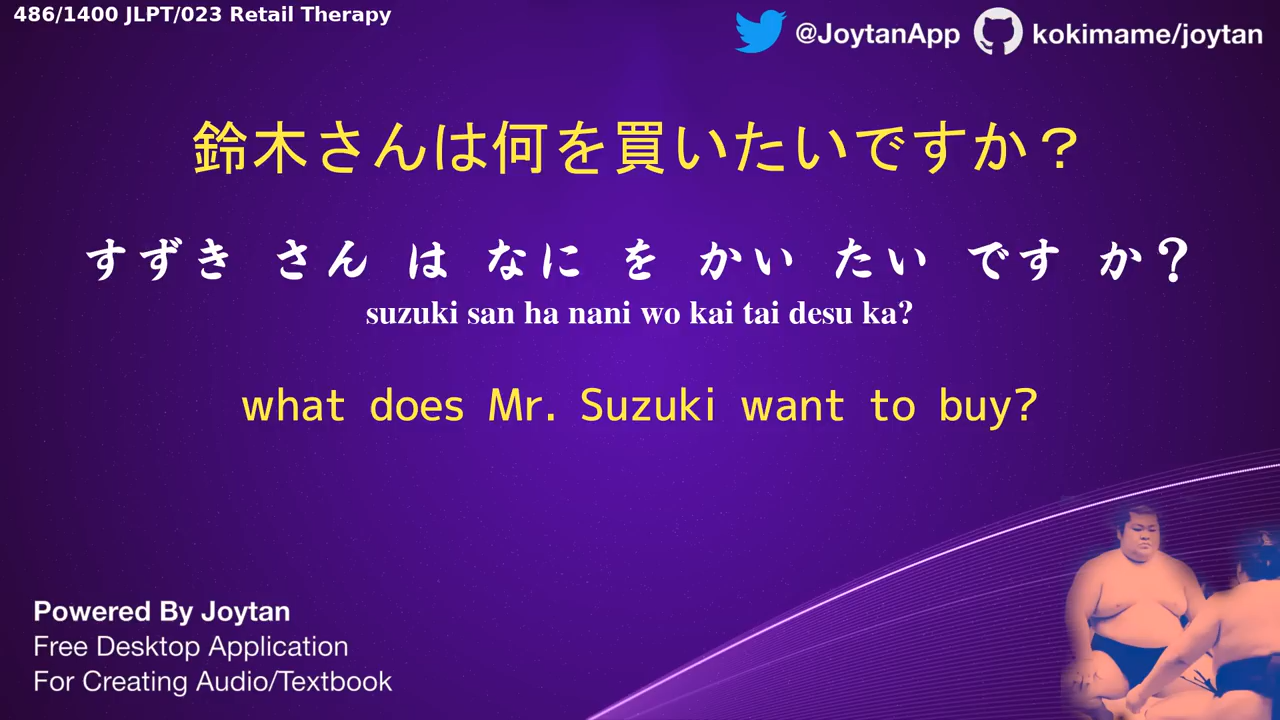 486/1400 JLPT/023 Retail Therapy
@JoytanApp kokimame/joytan
鈴木さんは何を買いたいですか？
すずき さん は なに を かい たい です か？
suzuki san ha nani wo kai tai desu ka?
what does Mr. Suzuki want to buy?
Powered By Joytan
Free Desktop Application
For Creating Audio/Textbook